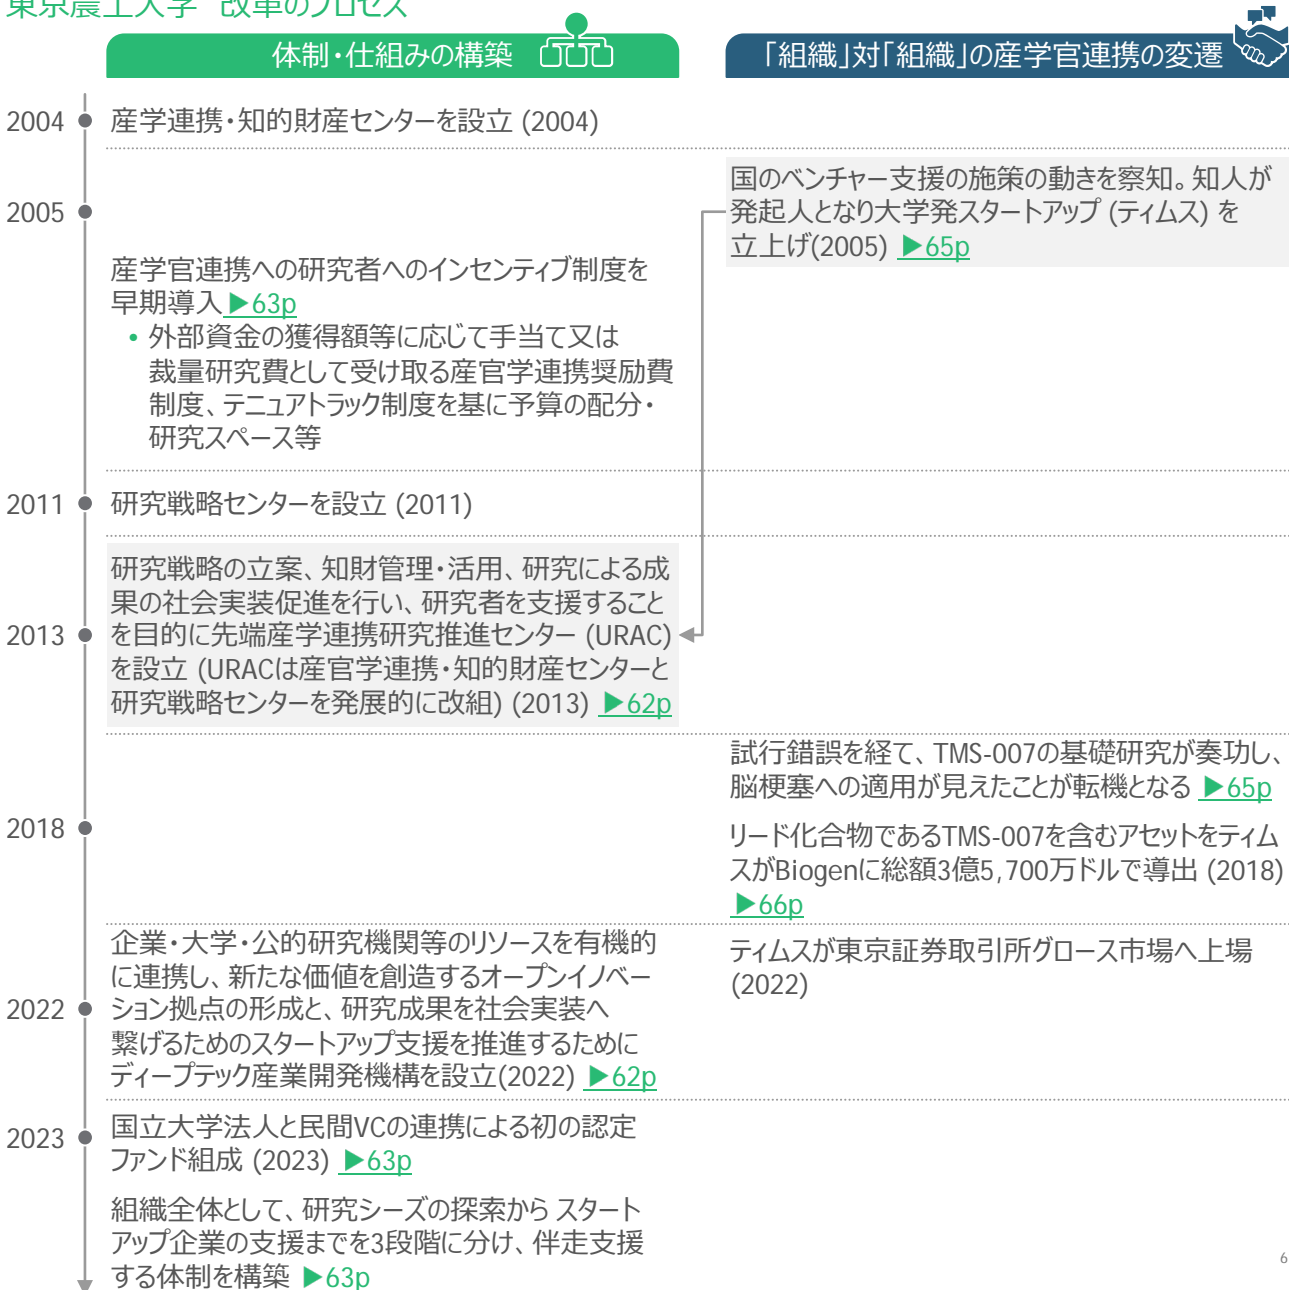 東京農工大学 改革のプロセス
体制・仕組みの構築
「組織」対「組織」の産学官連携の変遷
2004
産学連携・知的財産センターを設立 (2004)
2005
国のベンチャー支援の施策の動きを察知。知人が
発起人となり大学発スタートアップ (ティムス) を
立上げ(2005) ▶65p
産学官連携への研究者へのインセンティブ制度を
早期導入 ▶63p
• 外部資金の獲得額等に応じて手当て又は
裁量研究費として受け取る産官学連携奨励費
制度、テニュアトラック制度を基に予算の配分・
研究スペース等
2011
研究戦略センターを設立 (2011)
2013
研究戦略の立案、知財管理・活用、研究による成
果の社会実装促進を行い、研究者を支援すること
を目的に先端産学連携研究推進センター (URAC)
を設立 (URACは産官学連携・知的財産センターと
研究戦略センターを発展的に改組) (2013) ▶62p
2018
試行錯誤を経て、TMS-007の基礎研究が奏功し、
脳梗塞への適用が見えたことが転機となる ▶65p
リード化合物であるTMS-007を含むアセットをティム
スがBiogenに総額3億5,700万ドルで導出 (2018)
▶66p
2022
企業・大学・公的研究機関等のリソースを有機的
に連携し、新たな価値を創造するオープンイノベー
ション拠点の形成と、研究成果を社会実装へ
繋げるためのスタートアップ支援を推進するために
ディープテック産業開発機構を設立(2022) ▶62p
ティムスが東京証券取引所グロース市場へ上場
(2022)
2023
国立大学法人と民間VCの連携による初の認定
ファンド組成 (2023) ▶63p
組織全体として、研究シーズの探索から スタート
アップ企業の支援までを3段階に分け、伴走支援
する体制を構築 ▶63p
6